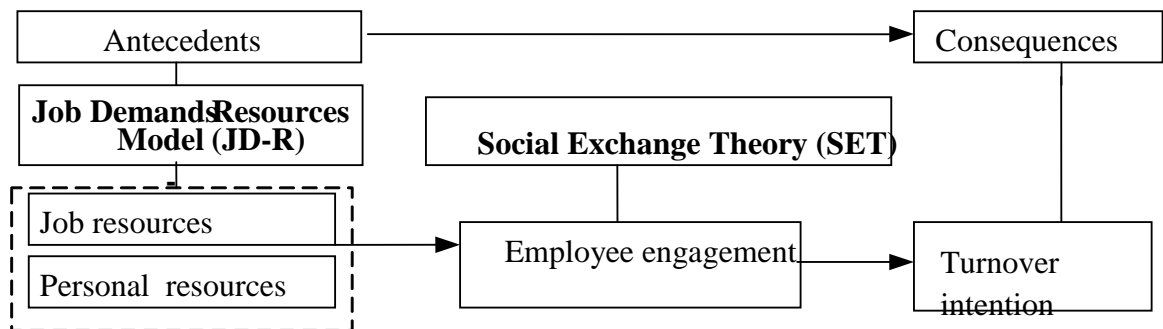 Antecedents
Consequences
Job DemandsResources
Model (JD-R)
Social Exchange Theory (SET)
Job resources
Personal resources
Employee engagement
Turnover
intention